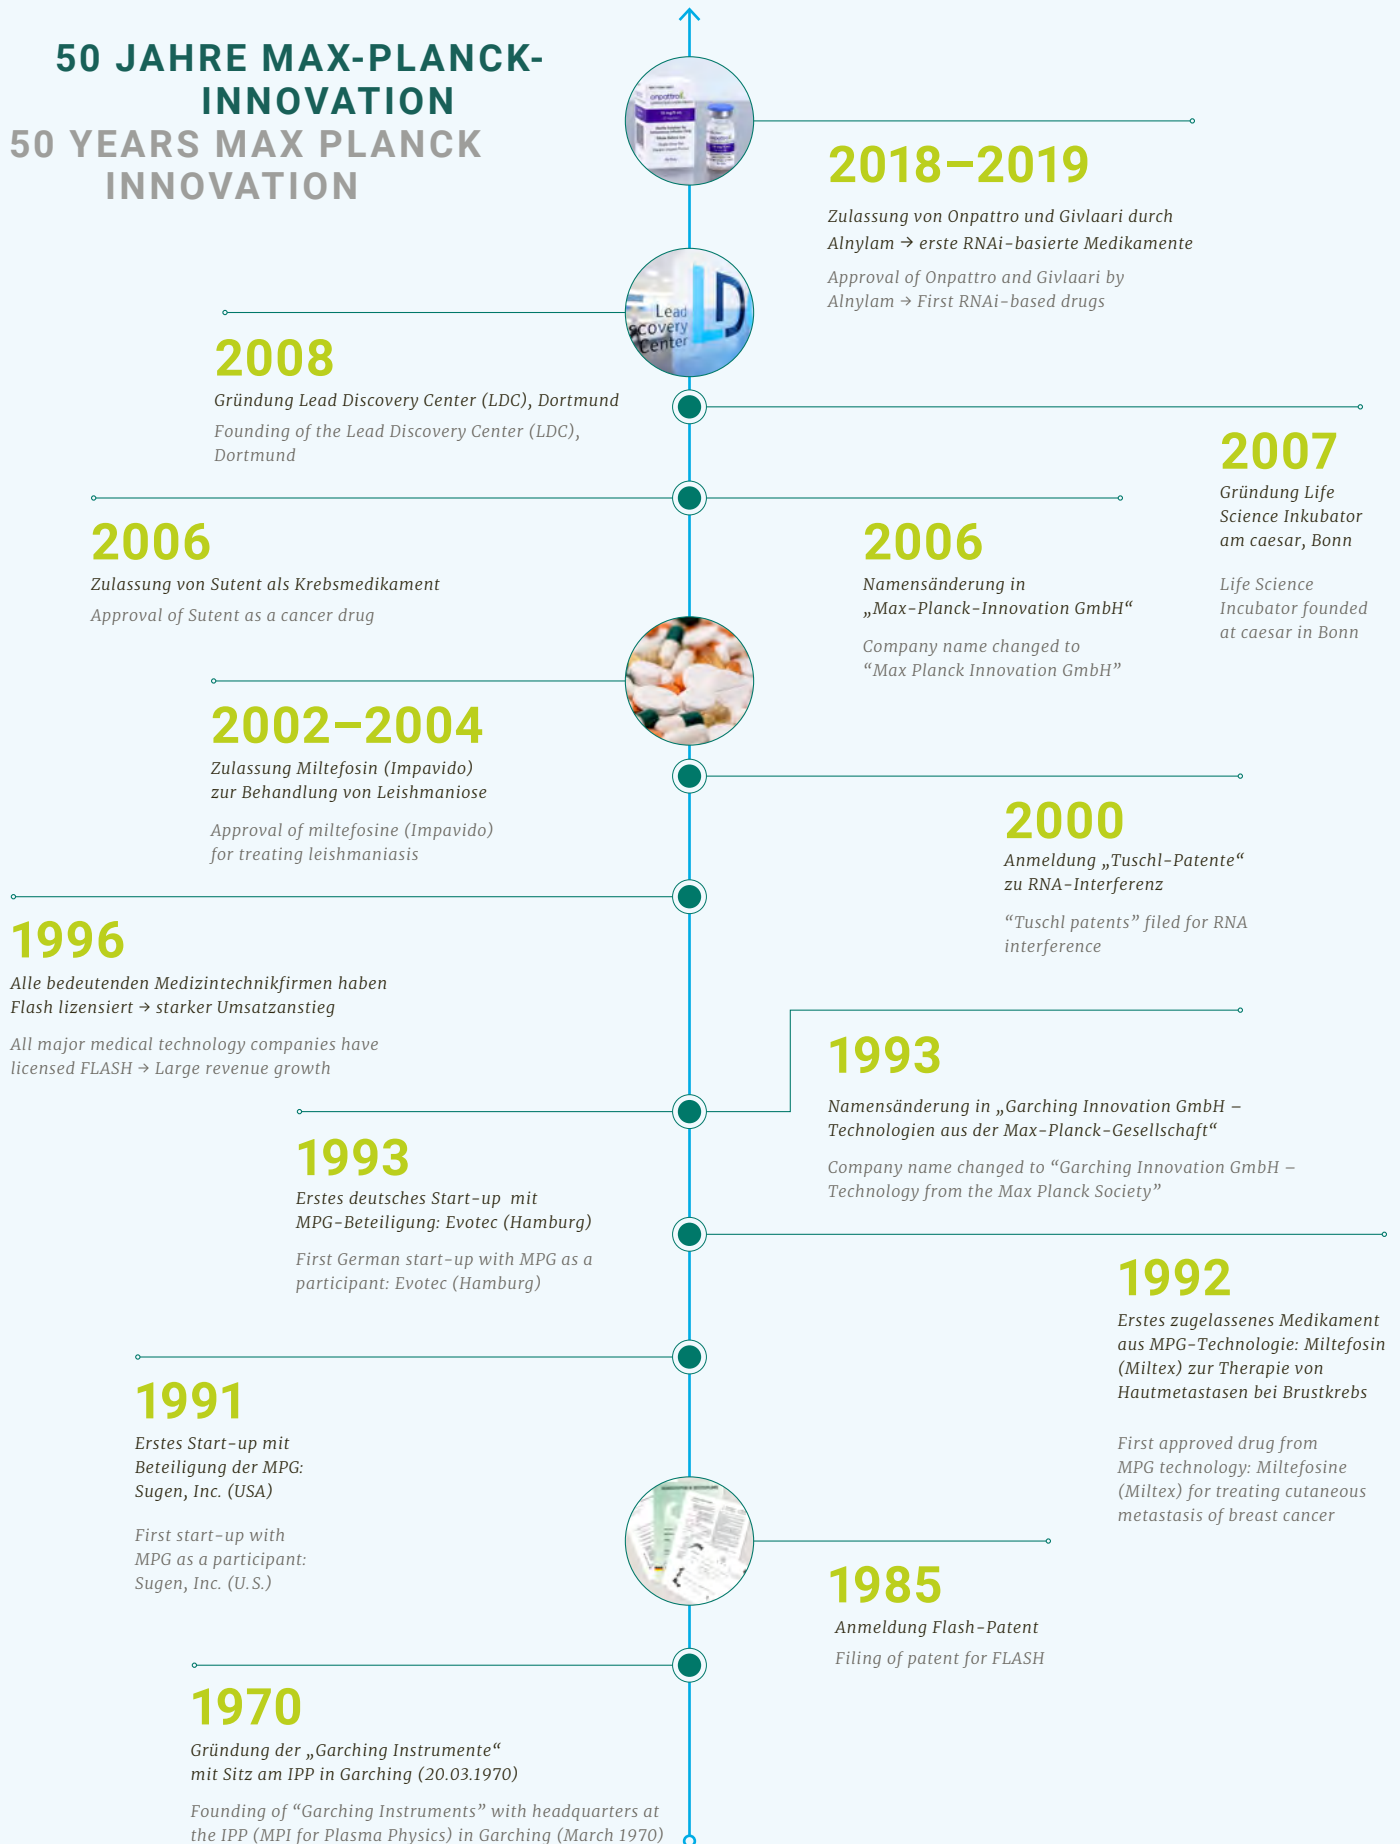 50 JAHRE MAX-PLANCK-
INNOVATION
50 YEARS MAX PLANCK
INNOVATION
onpattro
2018–2019
Zulassung von Onpattro und Givlaari durch
Alnylam → erste RNAi-basierte Medikamente
Approval of Onpattro and Givlaari by
Alnylam → First RNAi-based drugs
LD
Lead
scovery
Center
2008
Gründung Lead Discovery Center (LDC), Dortmund
Founding of the Lead Discovery Center (LDC),
Dortmund
2007
Gründung Life
Science Inkubator
am caesar, Bonn
Life Science
Incubator founded
at caesar in Bonn
2006
Zulassung von Sutent als Krebsmedikament
Approval of Sutent as a cancer drug
2006
Namensänderung in
„Max-Planck-Innovation GmbH“
Company name changed to
“Max Planck Innovation GmbH”
2002–2004
Zulassung Miltefosin (Impavido)
zur Behandlung von Leishmaniose
Approval of miltefosine (Impavido)
for treating leishmaniasis
2000
Anmeldung „Tuschl-Patente“
zu RNA-Interferenz
“Tuschl patents” filed for RNA
interference
1996
Alle bedeutenden Medizintechnikfirmen haben
Flash lizensiert → starker Umsatzanstieg
All major medical technology companies have
licensed FLASH → Large revenue growth
1993
Namensänderung in „Garching Innovation GmbH –
Technologien aus der Max-Planck-Gesellschaft“
Company name changed to “Garching Innovation GmbH –
Technology from the Max Planck Society”
1993
Erstes deutsches Start-up mit
MPG-Beteiligung: Evotec (Hamburg)
First German start-up with MPG as a
participant: Evotec (Hamburg)
1992
Erstes zugelassenes Medikament
aus MPG-Technologie: Miltefosin
(Miltex) zur Therapie von
Hautmetastasen bei Brustkrebs
First approved drug from
MPG technology: Miltefosine
(Miltex) for treating cutaneous
metastasis of breast cancer
1991
Erstes Start-up mit
Beteiligung der MPG:
Sugen, Inc. (USA)
First start-up with
MPG as a participant:
Sugen, Inc. (U.S.)
1985
Anmeldung Flash-Patent
Filing of patent for FLASH
1970
Gründung der „Garching Instrumente“
mit Sitz am IPP in Garching (20.03.1970)
Founding of “Garching Instruments” with headquarters at
the IPP (MPI for Plasma Physics) in Garching (March 1970)